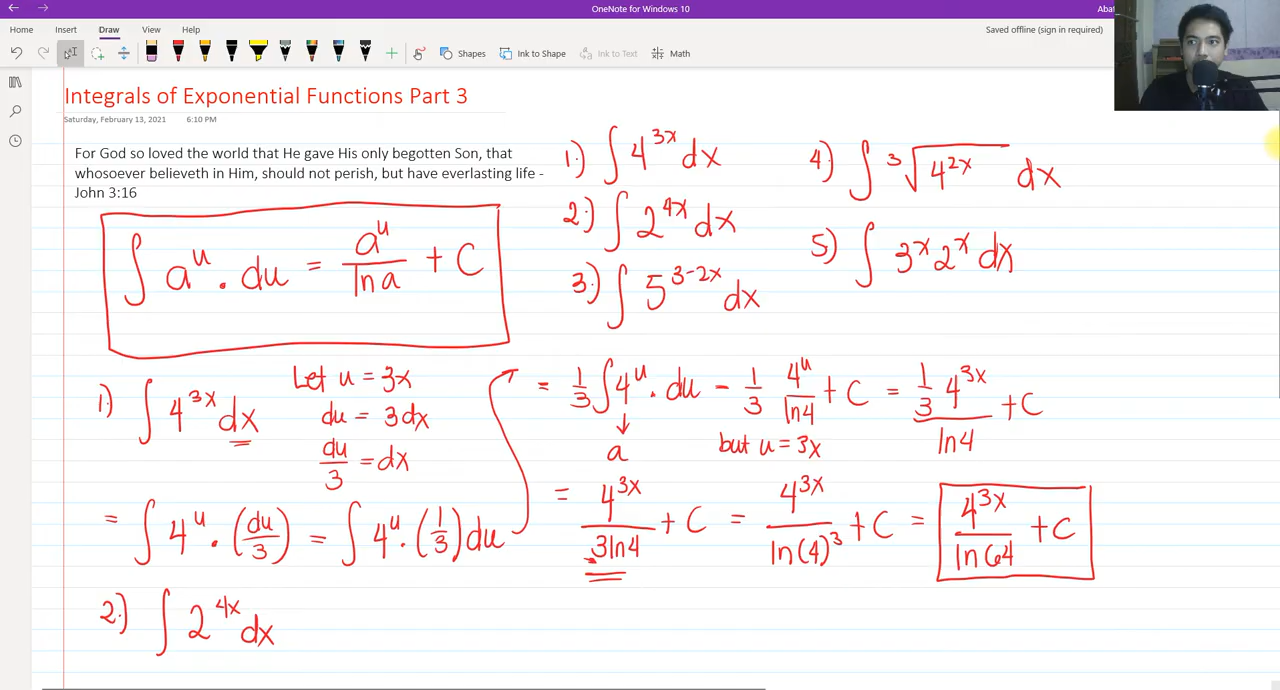 OneNote for Windows 10
Home Insert Draw View Help
Saved offline (sign in required)
Shapes Ink to Shape Ink to Text Math
Integrals of Exponential Functions Part 3
Saturday, February 13, 2021 6:10 PM
For God so loved the world that He gave His only begotten Son, that
whosoever believeth in Him, should not perish, but have everlasting life -
John 3:16
∫ a^u · du = a^u / ln a + C
1.) ∫ 4^{3x} dx
2.) ∫ 2^{4x} dx
3.) ∫ 5^{3-2x} dx
4.) ∫ ∛(4^{2x}) dx
5.) ∫ 3^x 2^x dx
1.) ∫ 4^{3x} dx
Let u = 3x
du = 3dx
du/3 = dx
= ∫ 4^u · (du/3) = ∫ 4^u · (1/3) du
= 1/3 ∫ 4^u · du - 1/3 4^u / ln 4 + C = 1/3 4^{3x} / ln 4 + C
↓
a
but u = 3x
= 4^{3x} / 3ln4 + C = 4^{3x} / ln(4)^3 + C = 4^{3x} / ln64 + C
2.) ∫ 2^{4x} dx